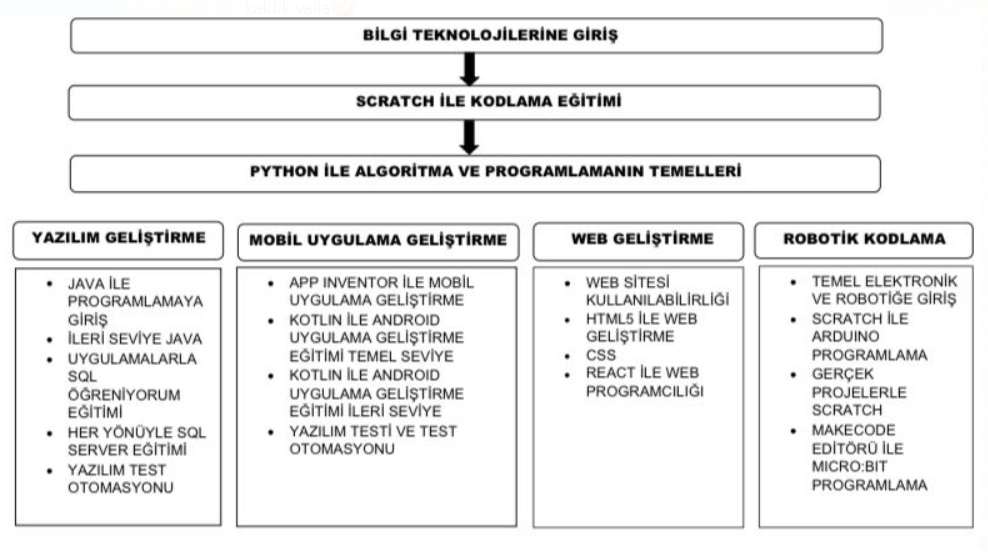 kaldık valla
BİLGİ TEKNOLOJİLERİNE GİRİŞ
SCRATCH İLE KODLAMA EĞİTİMİ
PYTHON İLE ALGORİTMA VE PROGRAMLAMANIN TEMELLERİ
YAZILIM GELİŞTİRME
• JAVA İLE
PROGRAMLAMAYA
GİRİŞ
• İLERİ SEVİYE JAVA
• UYGULAMALARLA
SQL
ÖĞRENİYORUM
EĞİTİMİ
• HER YÖNÜYLE SQL
SERVER EĞİTİMİ
• YAZILIM TEST
OTOMASYONU
MOBİL UYGULAMA GELİŞTİRME
• APP INVENTOR İLE MOBİL
UYGULAMA GELİŞTİRME
• KOTLIN İLE ANDROID
UYGULAMA GELİŞTİRME
EĞİTİMİ TEMEL SEVİYE
• KOTLIN İLE ANDROID
UYGULAMA GELİŞTİRME
EĞİTİMİ İLERİ SEVİYE
• YAZILIM TESTİ VE TEST
OTOMASYONU
WEB GELİŞTİRME
• WEB SİTESİ
KULLANILABİLİRLİĞİ
• HTML5 İLE WEB
GELİŞTİRME
• CSS
• REACT İLE WEB
PROGRAMCILIĞI
ROBOTİK KODLAMA
• TEMEL ELEKTRONİK
VE ROBOTİĞE GİRİŞ
• SCRATCH İLE
ARDUINO
PROGRAMLAMA
• GERÇEK
PROJELERLE
SCRATCH
• MAKECODE
EDİTÖRÜ İLE
MICRO:BIT
PROGRAMLAMA